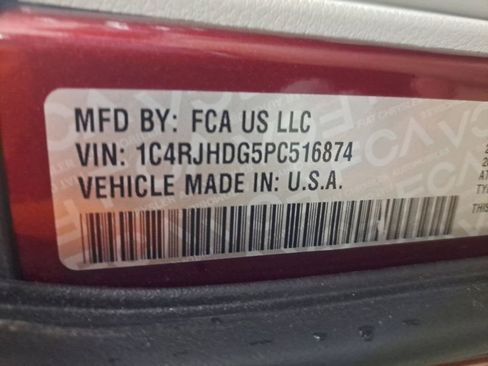 MFD BY: FCA US LLC
VIN: 1C4RJHDG5PC516874
VEHICLE MADE IN: U.S.A.